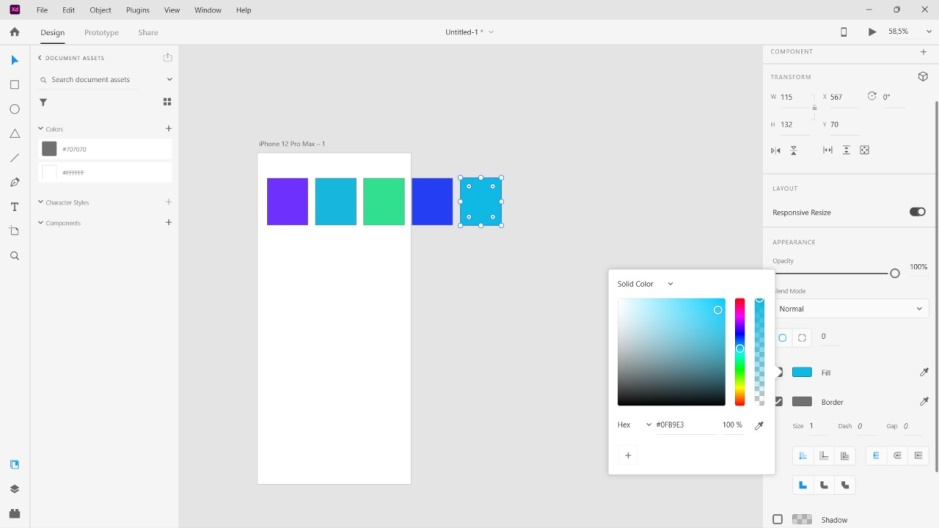 Xd File Edit Object Plugins View Window Help
Design Prototype Share Untitled-1 * 58,5%
DOCUMENT ASSETS
Search document assets
Colors
#707070
#FFFFFF
Character Styles
Components
iPhone 12 Pro Max – 1
COMPONENT
TRANSFORM
W 115 X 567 0°
H 132 Y 70
LAYOUT
Responsive Resize
APPEARANCE
Opacity
100%
Blend Mode
Normal
0
Solid Color
Hex #0FB9E3 100 %
Fill
Border
Size 1 Dash 0 Gap 0
Shadow